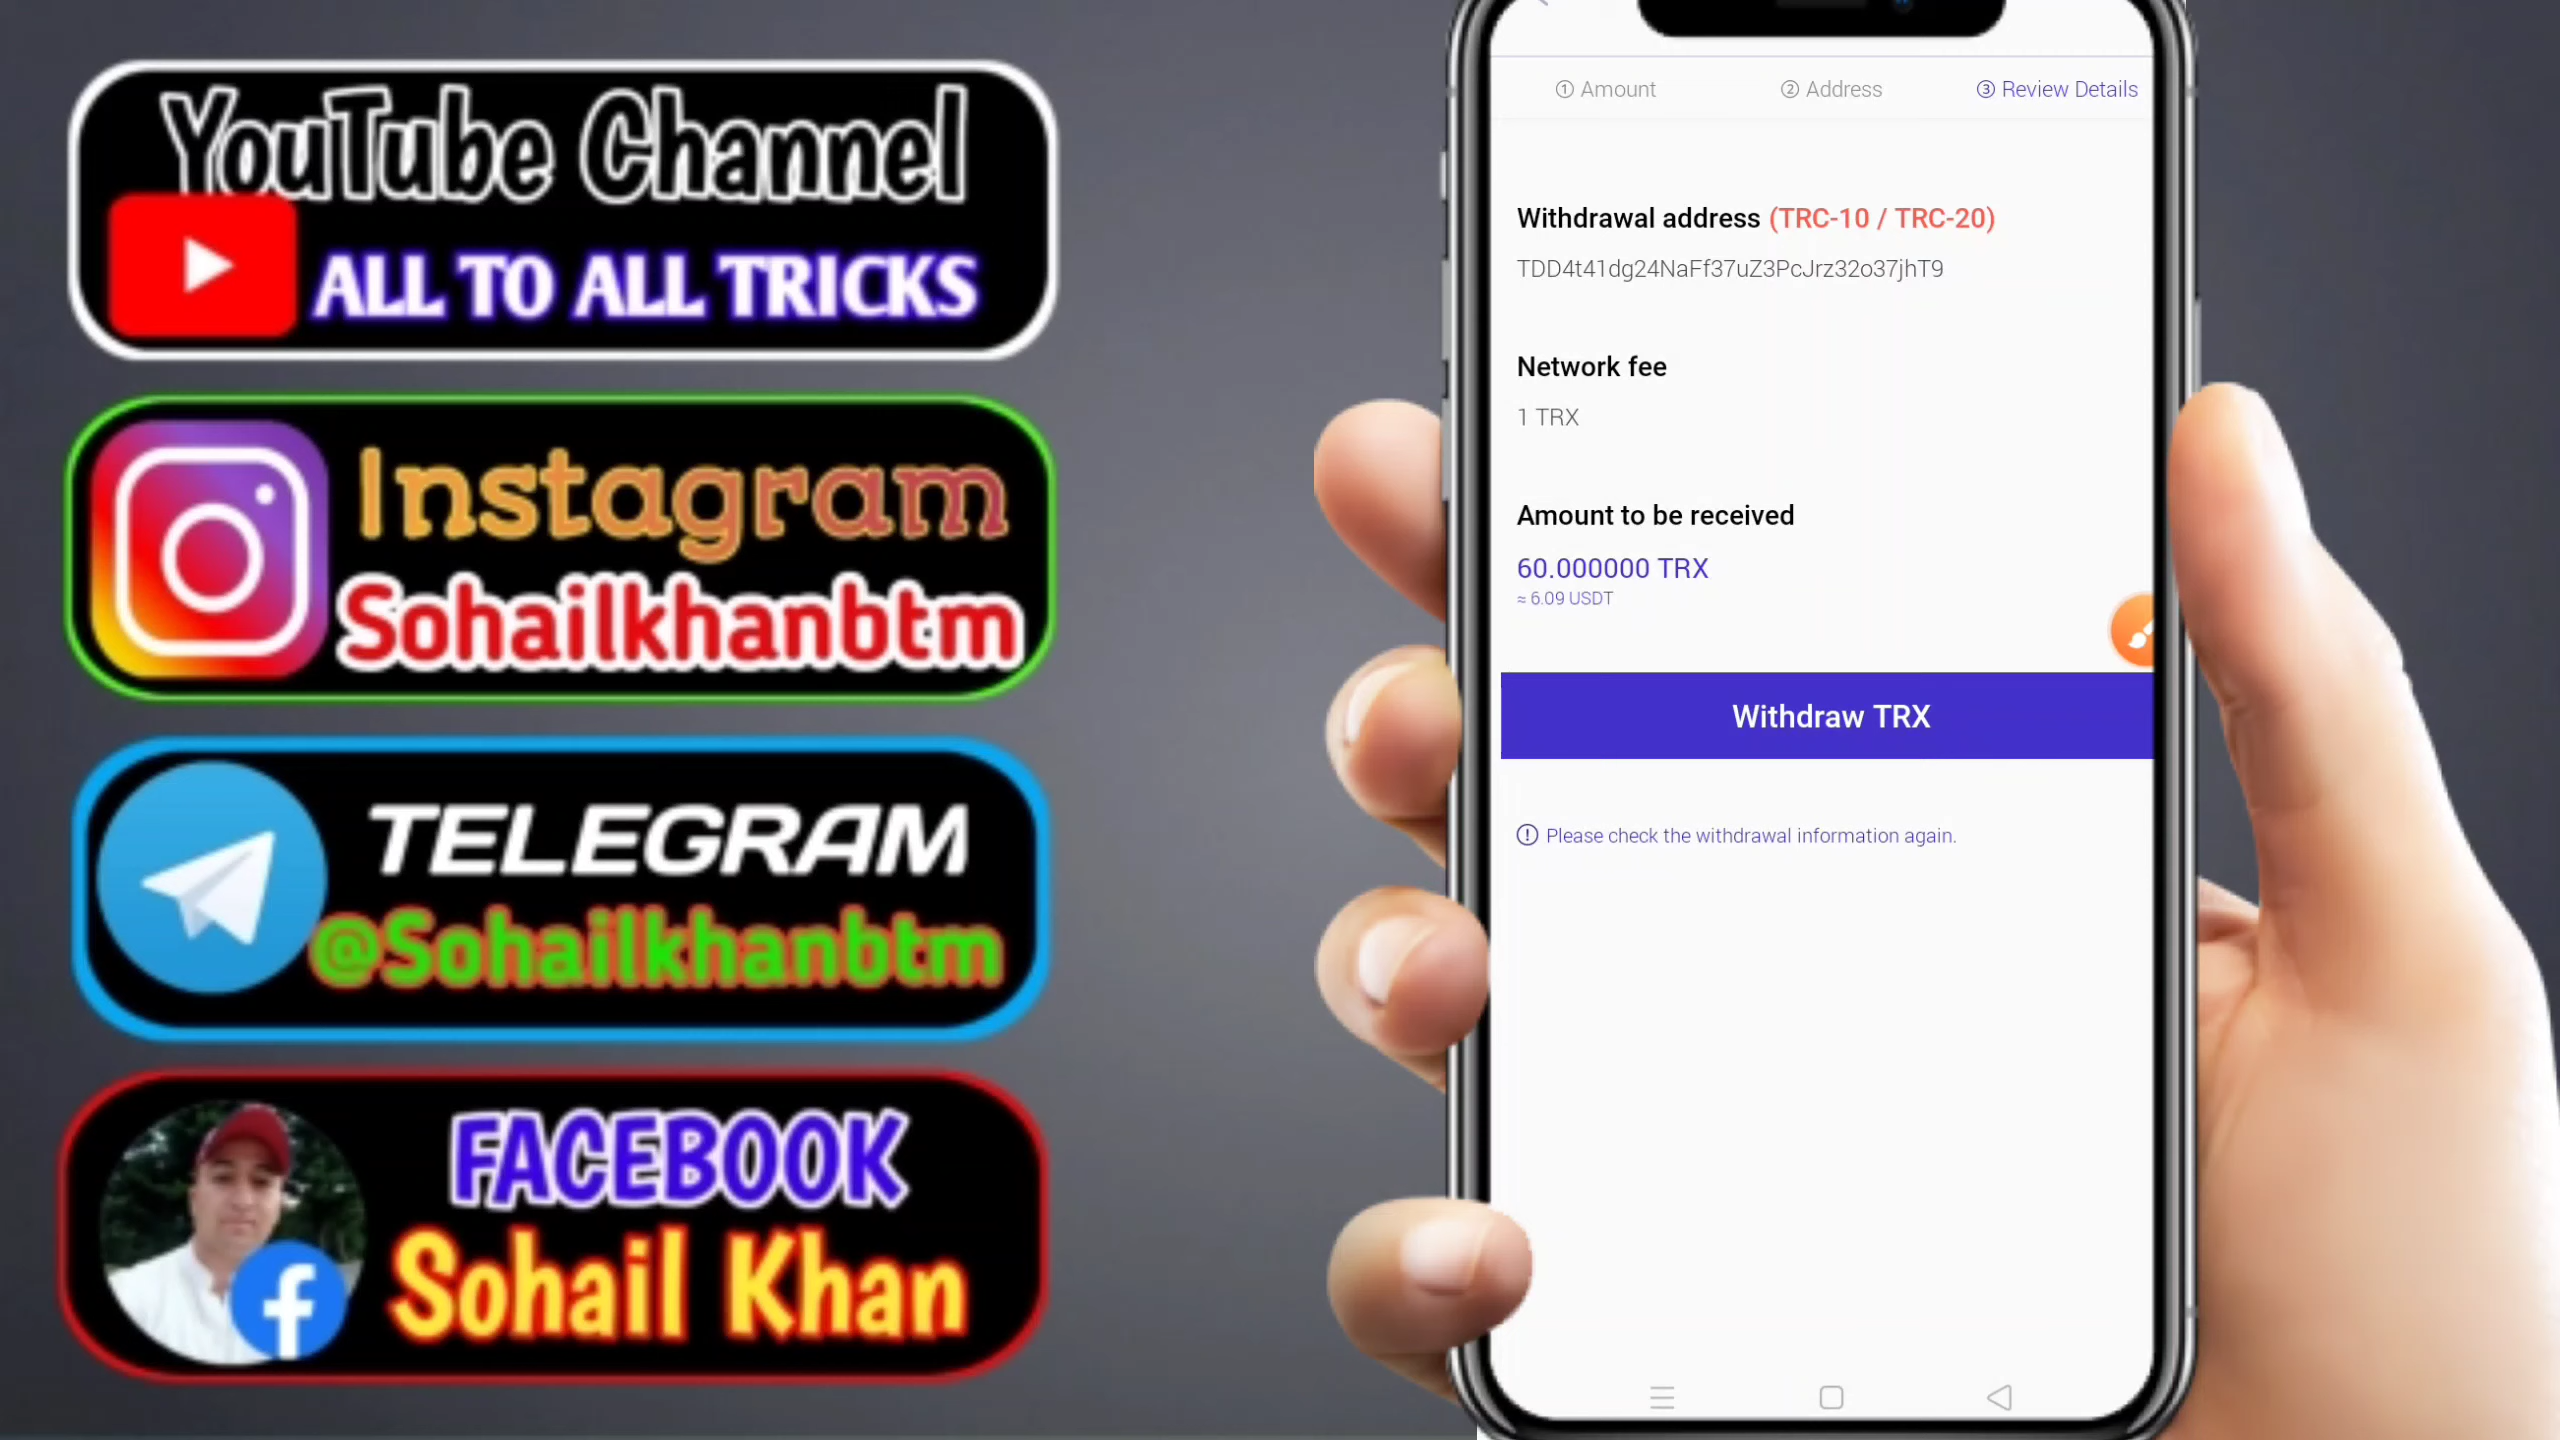 YouTube Channel
ALL TO ALL TRICKS
Instagram
Sohailkhanbtm
TELEGRAM
@Sohailkhanbtm
FACEBOOK
Sohail Khan
① Amount ② Address ③ Review Details
Withdrawal address (TRC-10 / TRC-20)
TDD4t41dg24NaFf37uZ3PcJrz32o37jhT9
Network fee
1 TRX
Amount to be received
60.000000 TRX
≈ 6.09 USDT
Withdraw TRX
Please check the withdrawal information again.